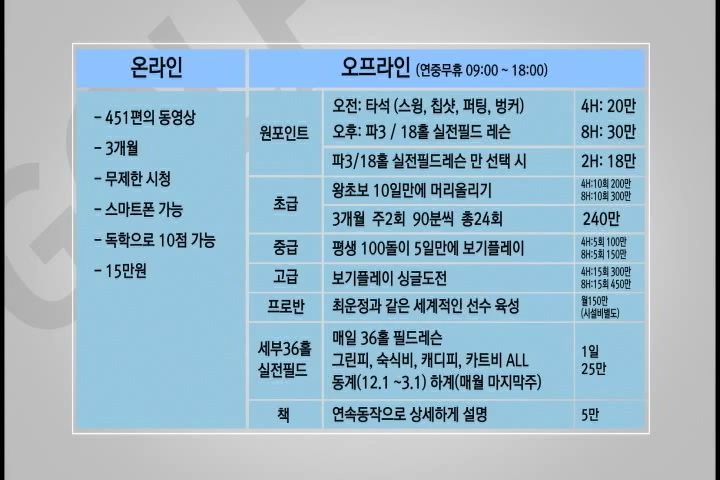 온라인
오프라인 (연중무휴 09:00 ~ 18:00)
- 451편의 동영상
- 3개월
- 무제한 시청
- 스마트폰 가능
- 독학으로 10점 가능
- 15만원
원포인트
오전: 타석 (스윙, 칩샷, 퍼팅, 벙커)
4H: 20만
오후: 파3 / 18홀 실전필드 레슨
8H: 30만
파3/18홀 실전필드레슨 만 선택 시
2H: 18만
초급
왕초보 10일만에 머리올리기
4H:10회 200만
8H:10회 300만
3개월 주2회 90분씩 총24회
240만
중급
평생 100돌이 5일만에 보기플레이
4H:5회 100만
8H:5회 150만
고급
보기플레이 싱글도전
4H:15회 300만
8H:15회 450만
프로반
최운정과 같은 세계적인 선수 육성
월150만
(시설비별도)
세부36홀
실전필드
매일 36홀 필드레슨
그린피, 숙식비, 캐디피, 카트비 ALL
동계(12.1 ~3.1) 하계(매월 마지막주)
1일
25만
책
연속동작으로 상세하게 설명
5만